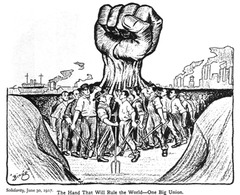 Solidarity, June 30, 1917. The Hand That Will Rule the World—One Big Union.